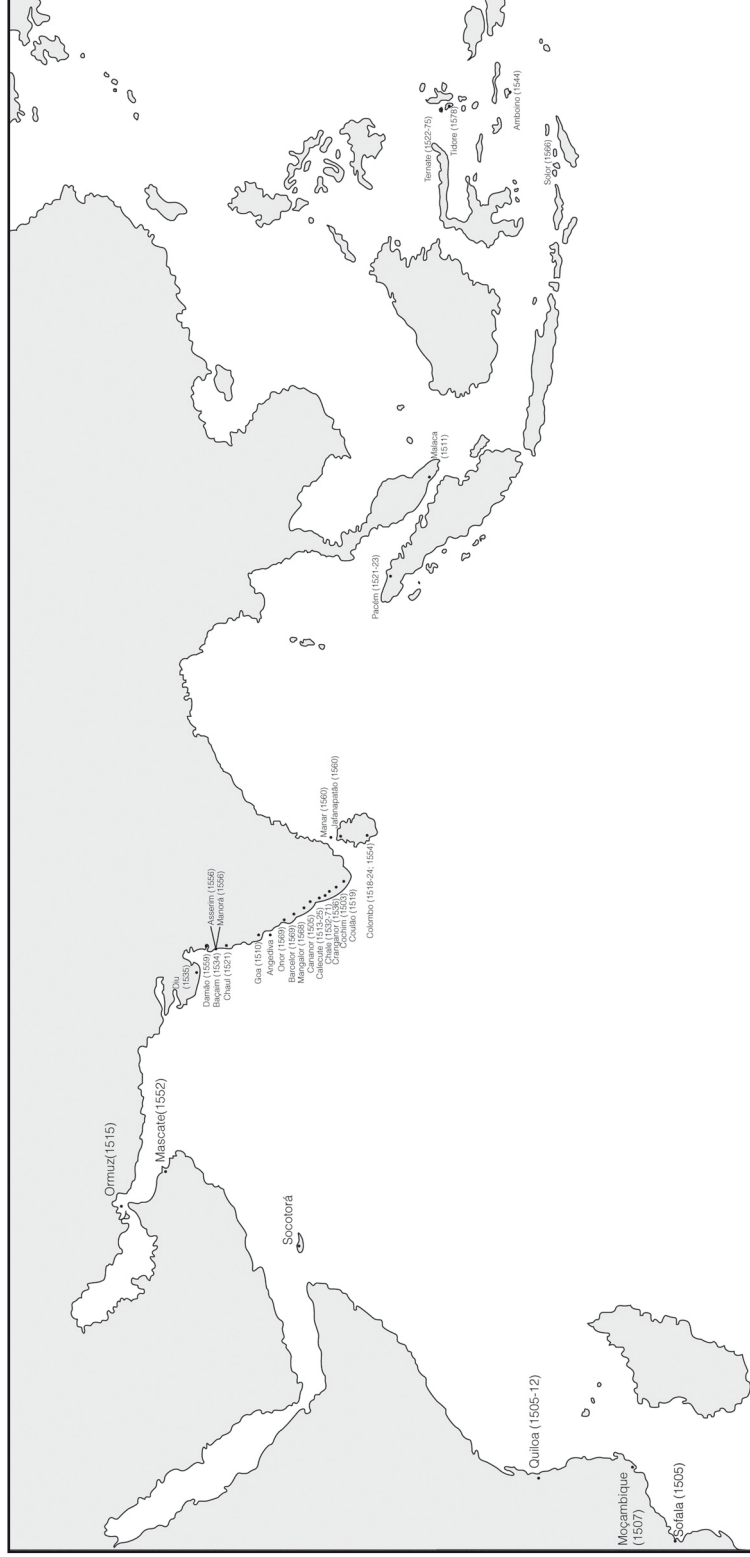 Ormuz(1515)
Mascate(1552)
Socotorá
Quiloa (1505-12)
Moçambique
(1507)
Sofala (1505)
Diu
(1535)
Asserim (1556)
Manorá (1556)
Damão (1559)
Baçaim (1534)
Chaul (1521)
Goa (1510)
Angediva
Onor (1569)
Barcelor (1569)
Mangalor (1568)
Cananor (1505)
Calecute (1513-25)
Chale (1532-71)
Cranganor (1536)
Cochim (1503)
Coulão (1519)
Manar (1560)
Jafanapatão (1560)
Colombo (1518-24; 1554)
Pacém (1521-23)
Malaca
(1511)
Ternate (1522-75)
Tidore (1578)
Amboino (1544)
Solor (1566)